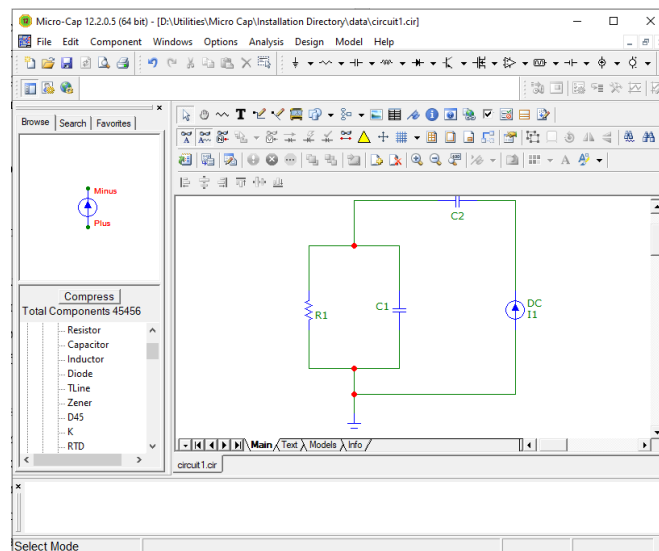 Micro-Cap 12.2.0.5 (64 bit) - [D:\Utilities\Micro Cap\Installation Directory\data\circuit1.cir]
File Edit Component Windows Options Analysis Design Model Help
Browse Search Favorites
Minus
Plus
Compress
Total Components 45456
Resistor
Capacitor
Inductor
Diode
TLine
Zener
D45
K
RTD
C2
R1
C1
DC
I1
Main Text Models Info
circuit1.cir
Select Mode